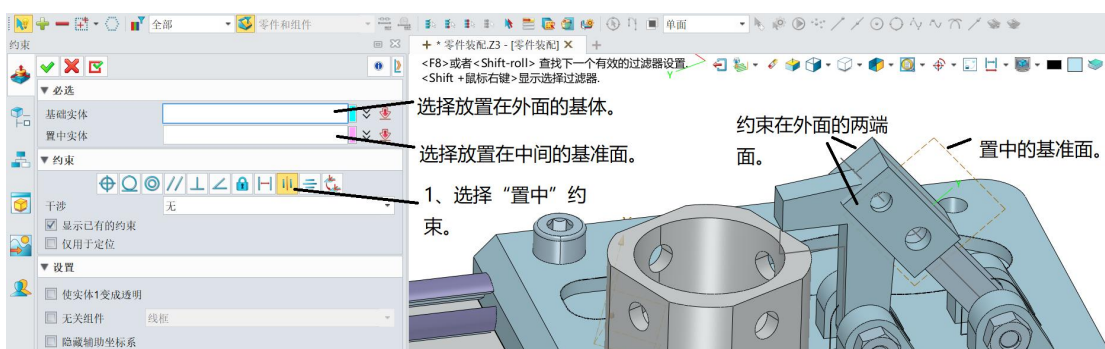 全部
零件和组件
单面
约束
* 零件装配.Z3 - [零件装配]
<F8>或者<Shift-roll> 查找下一个有效的过滤器设置.
<Shift +鼠标右键>显示选择过滤器.
必选
基础实体
置中实体
选择放置在外面的基体。
选择放置在中间的基准面。
约束在外面的两端
面。
置中的基准面。
约束
1、选择“置中”约
束。
干涉
无
显示已有的约束
仅用于定位
设置
使实体1变成透明
无关组件
线框
隐藏辅助坐标系
Y
Y